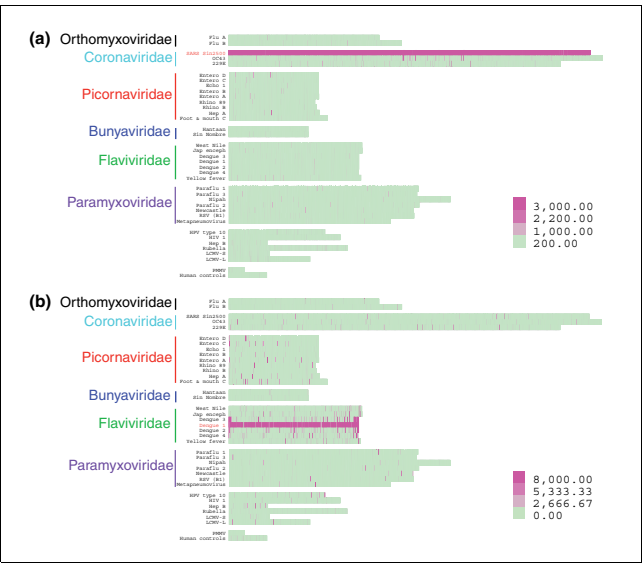 (a)
Orthomyxoviridae
Flu A
Flu B
Coronaviridae
SARS Sin2500
OC43
229E
Picornaviridae
Entero D
Entero C
Echo 1
Entero B
Entero A
Rhino 89
Rhino B
Hep A
Foot & mouth C
Bunyaviridae
Hantaan
Sin Nombre
Flaviviridae
West Nile
Jap enceph
Dengue 3
Dengue 1
Dengue 2
Dengue 4
Yellow fever
Paramyxoviridae
Paraflu 1
Paraflu 3
Nipah
Paraflu 2
Newcastle
RSV (B1)
Metapneumovirus
HPV type 10
HIV 1
Hep B
Rubella
LCMV-S
LCMV-L
PMMV
Human controls
3,000.00
2,200.00
1,000.00
200.00
(b)
Orthomyxoviridae
Flu A
Flu B
Coronaviridae
SARS Sin2500
OC43
229E
Picornaviridae
Entero D
Entero C
Echo 1
Entero B
Entero A
Rhino 89
Rhino B
Hep A
Foot & mouth C
Bunyaviridae
Hantaan
Sin Nombre
Flaviviridae
West Nile
Jap enceph
Dengue 3
Dengue 1
Dengue 2
Dengue 4
Yellow fever
Paramyxoviridae
Paraflu 1
Paraflu 3
Nipah
Paraflu 2
Newcastle
RSV (B1)
Metapneumovirus
HPV type 10
HIV 1
Hep B
Rubella
LCMV-S
LCMV-L
PMMV
Human controls
8,000.00
5,333.33
2,666.67
0.00